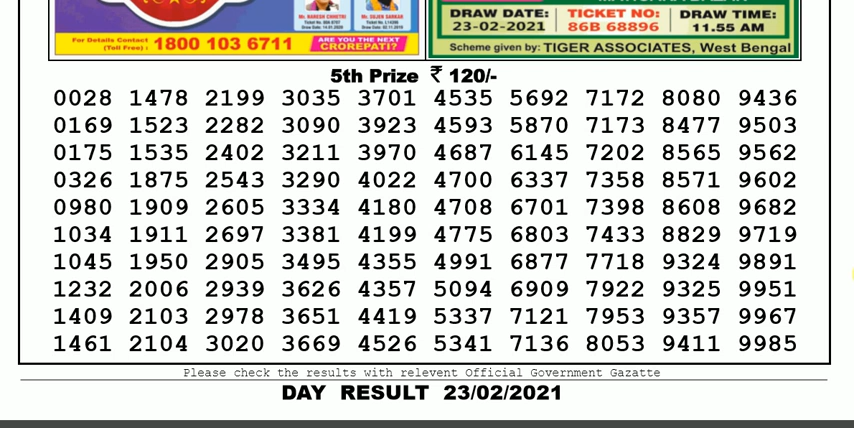 Mr. NARESH CHHETRI
Mr. SUJEN SARKAR
For Details Contact
(Toll Free) : 1800 103 6711
ARE YOU THE NEXT
CROREPATI?
DRAW DATE:
23-02-2021
TICKET NO:
86B 68896
DRAW TIME:
11.55 AM
Scheme given by: TIGER ASSOCIATES, West Bengal
5th Prize ₹ 120/-
0028 1478 2199 3035 3701 4535 5692 7172 8080 9436
0169 1523 2282 3090 3923 4593 5870 7173 8477 9503
0175 1535 2402 3211 3970 4687 6145 7202 8565 9562
0326 1875 2543 3290 4022 4700 6337 7358 8571 9602
0980 1909 2605 3334 4180 4708 6701 7398 8608 9682
1034 1911 2697 3381 4199 4775 6803 7433 8829 9719
1045 1950 2905 3495 4355 4991 6877 7718 9324 9891
1232 2006 2939 3626 4357 5094 6909 7922 9325 9951
1409 2103 2978 3651 4419 5337 7121 7953 9357 9967
1461 2104 3020 3669 4526 5341 7136 8053 9411 9985
Please check the results with relevent Official Government Gazatte
DAY RESULT 23/02/2021